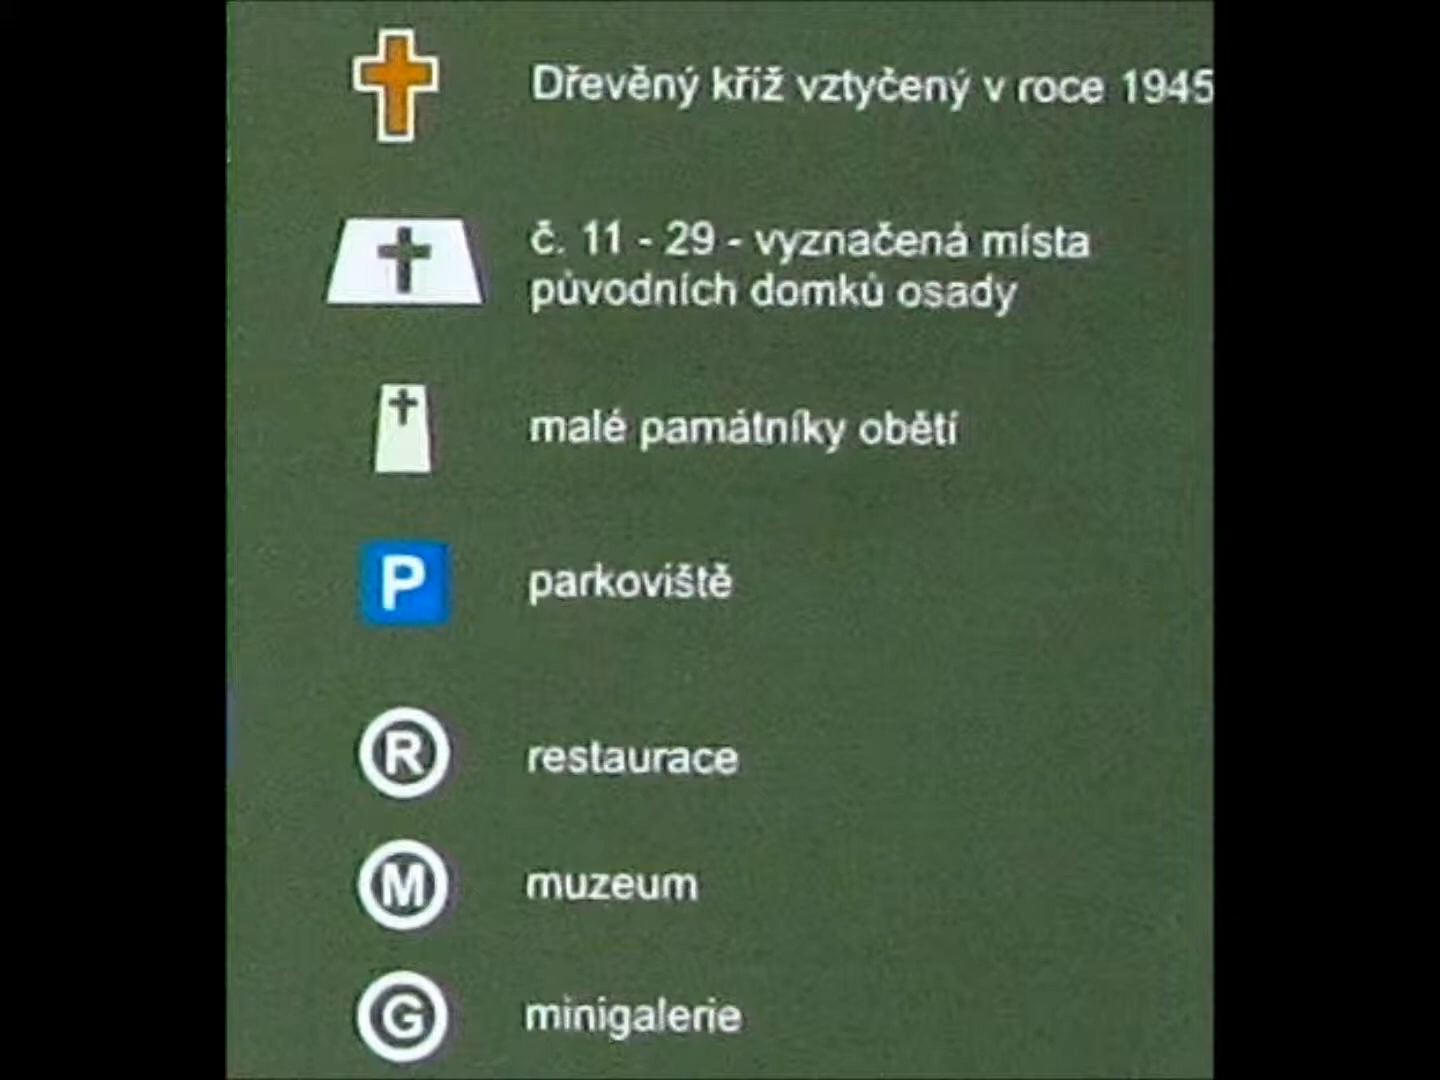 Dřevěný kříž vztyčený v roce 1945
č. 11 - 29 - vyznačená místa
původních domků osady
malé památníky obětí
P parkoviště
R restaurace
M muzeum
G minigalerie